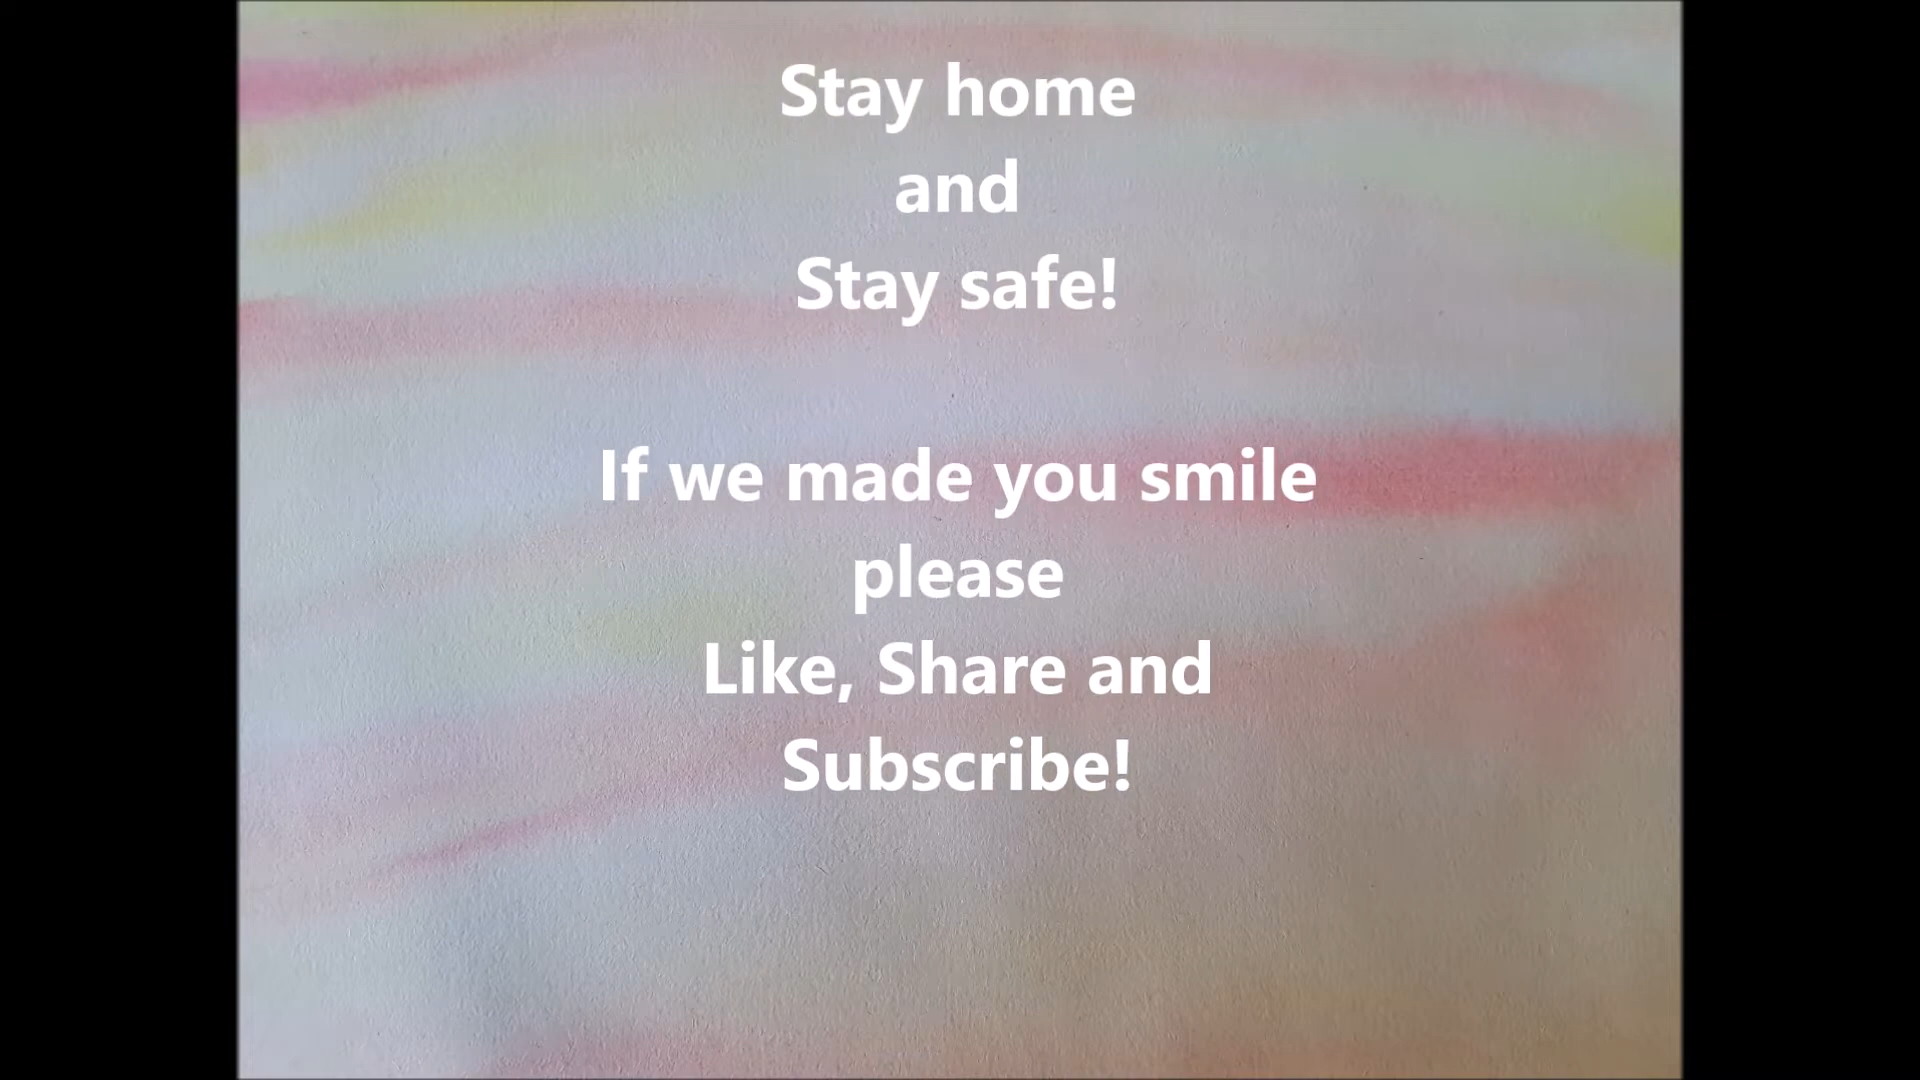 Stay home
and
Stay safe!
If we made you smile
please
Like, Share and
Subscribe!